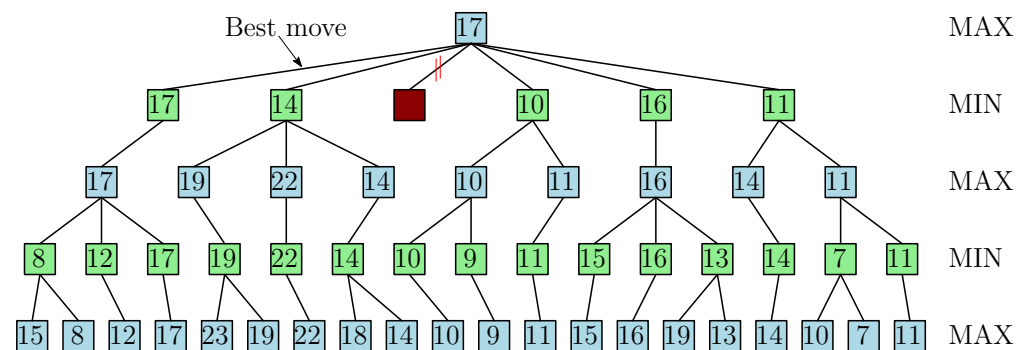 Best move 17 MAX
17 14 10 16 11 MIN
17 19 22 14 10 11 16 14 11 MAX
8 12 17 19 22 14 10 9 11 15 16 13 14 7 11 MIN
15 8 12 17 23 19 22 18 14 10 9 11 15 16 19 13 14 10 7 11 MAX